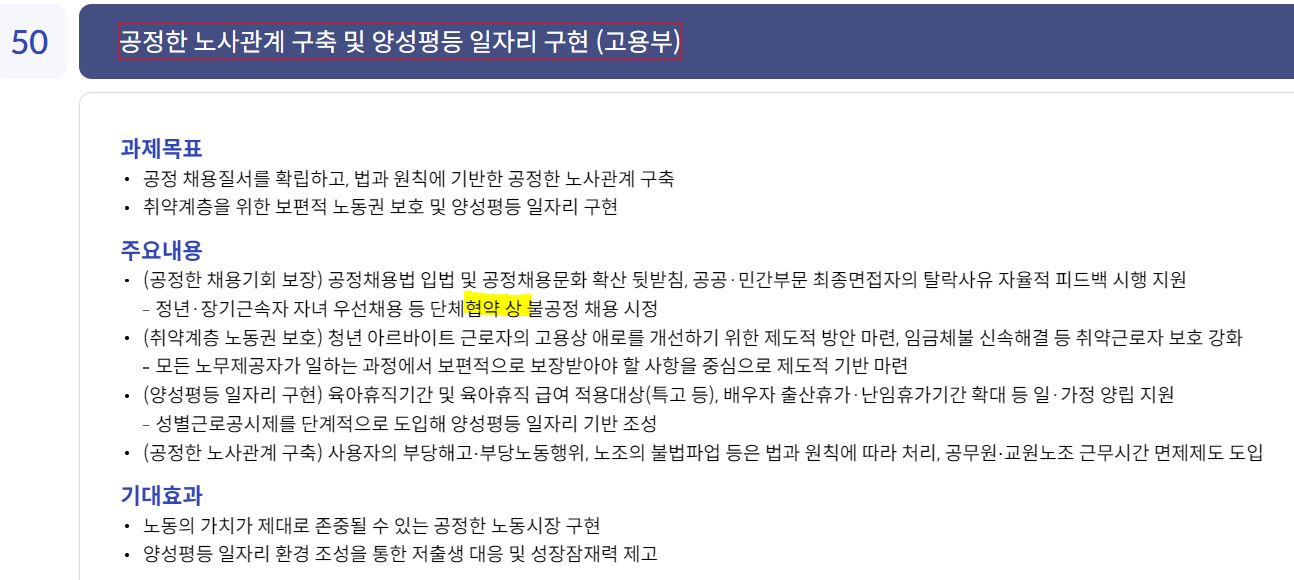 50
공정한 노사관계 구축 및 양성평등 일자리 구현 (고용부)
과제목표
• 공정 채용질서를 확립하고, 법과 원칙에 기반한 공정한 노사관계 구축
• 취약계층을 위한 보편적 노동권 보호 및 양성평등 일자리 구현
주요내용
• (공정한 채용기회 보장) 공정채용법 입법 및 공정채용문화 확산 뒷받침, 공공·민간부문 최종면접자의 탈락사유 자율적 피드백 시행 지원
– 정년·장기근속자 자녀 우선채용 등 단체협약 상 불공정 채용 시정
• (취약계층 노동권 보호) 청년 아르바이트 근로자의 고용상 애로를 개선하기 위한 제도적 방안 마련, 임금체불 신속해결 등 취약근로자 보호 강화
– 모든 노무제공자가 일하는 과정에서 보편적으로 보장받아야 할 사항을 중심으로 제도적 기반 마련
• (양성평등 일자리 구현) 육아휴직기간 및 육아휴직 급여 적용대상(특고 등), 배우자 출산휴가·난임휴가기간 확대 등 일·가정 양립 지원
– 성별근로공시제를 단계적으로 도입해 양성평등 일자리 기반 조성
• (공정한 노사관계 구축) 사용자의 부당해고·부당노동행위, 노조의 불법파업 등은 법과 원칙에 따라 처리, 공무원·교원노조 근무시간 면제제도 도입
기대효과
• 노동의 가치가 제대로 존중될 수 있는 공정한 노동시장 구현
• 양성평등 일자리 환경 조성을 통한 저출생 대응 및 성장잠재력 제고